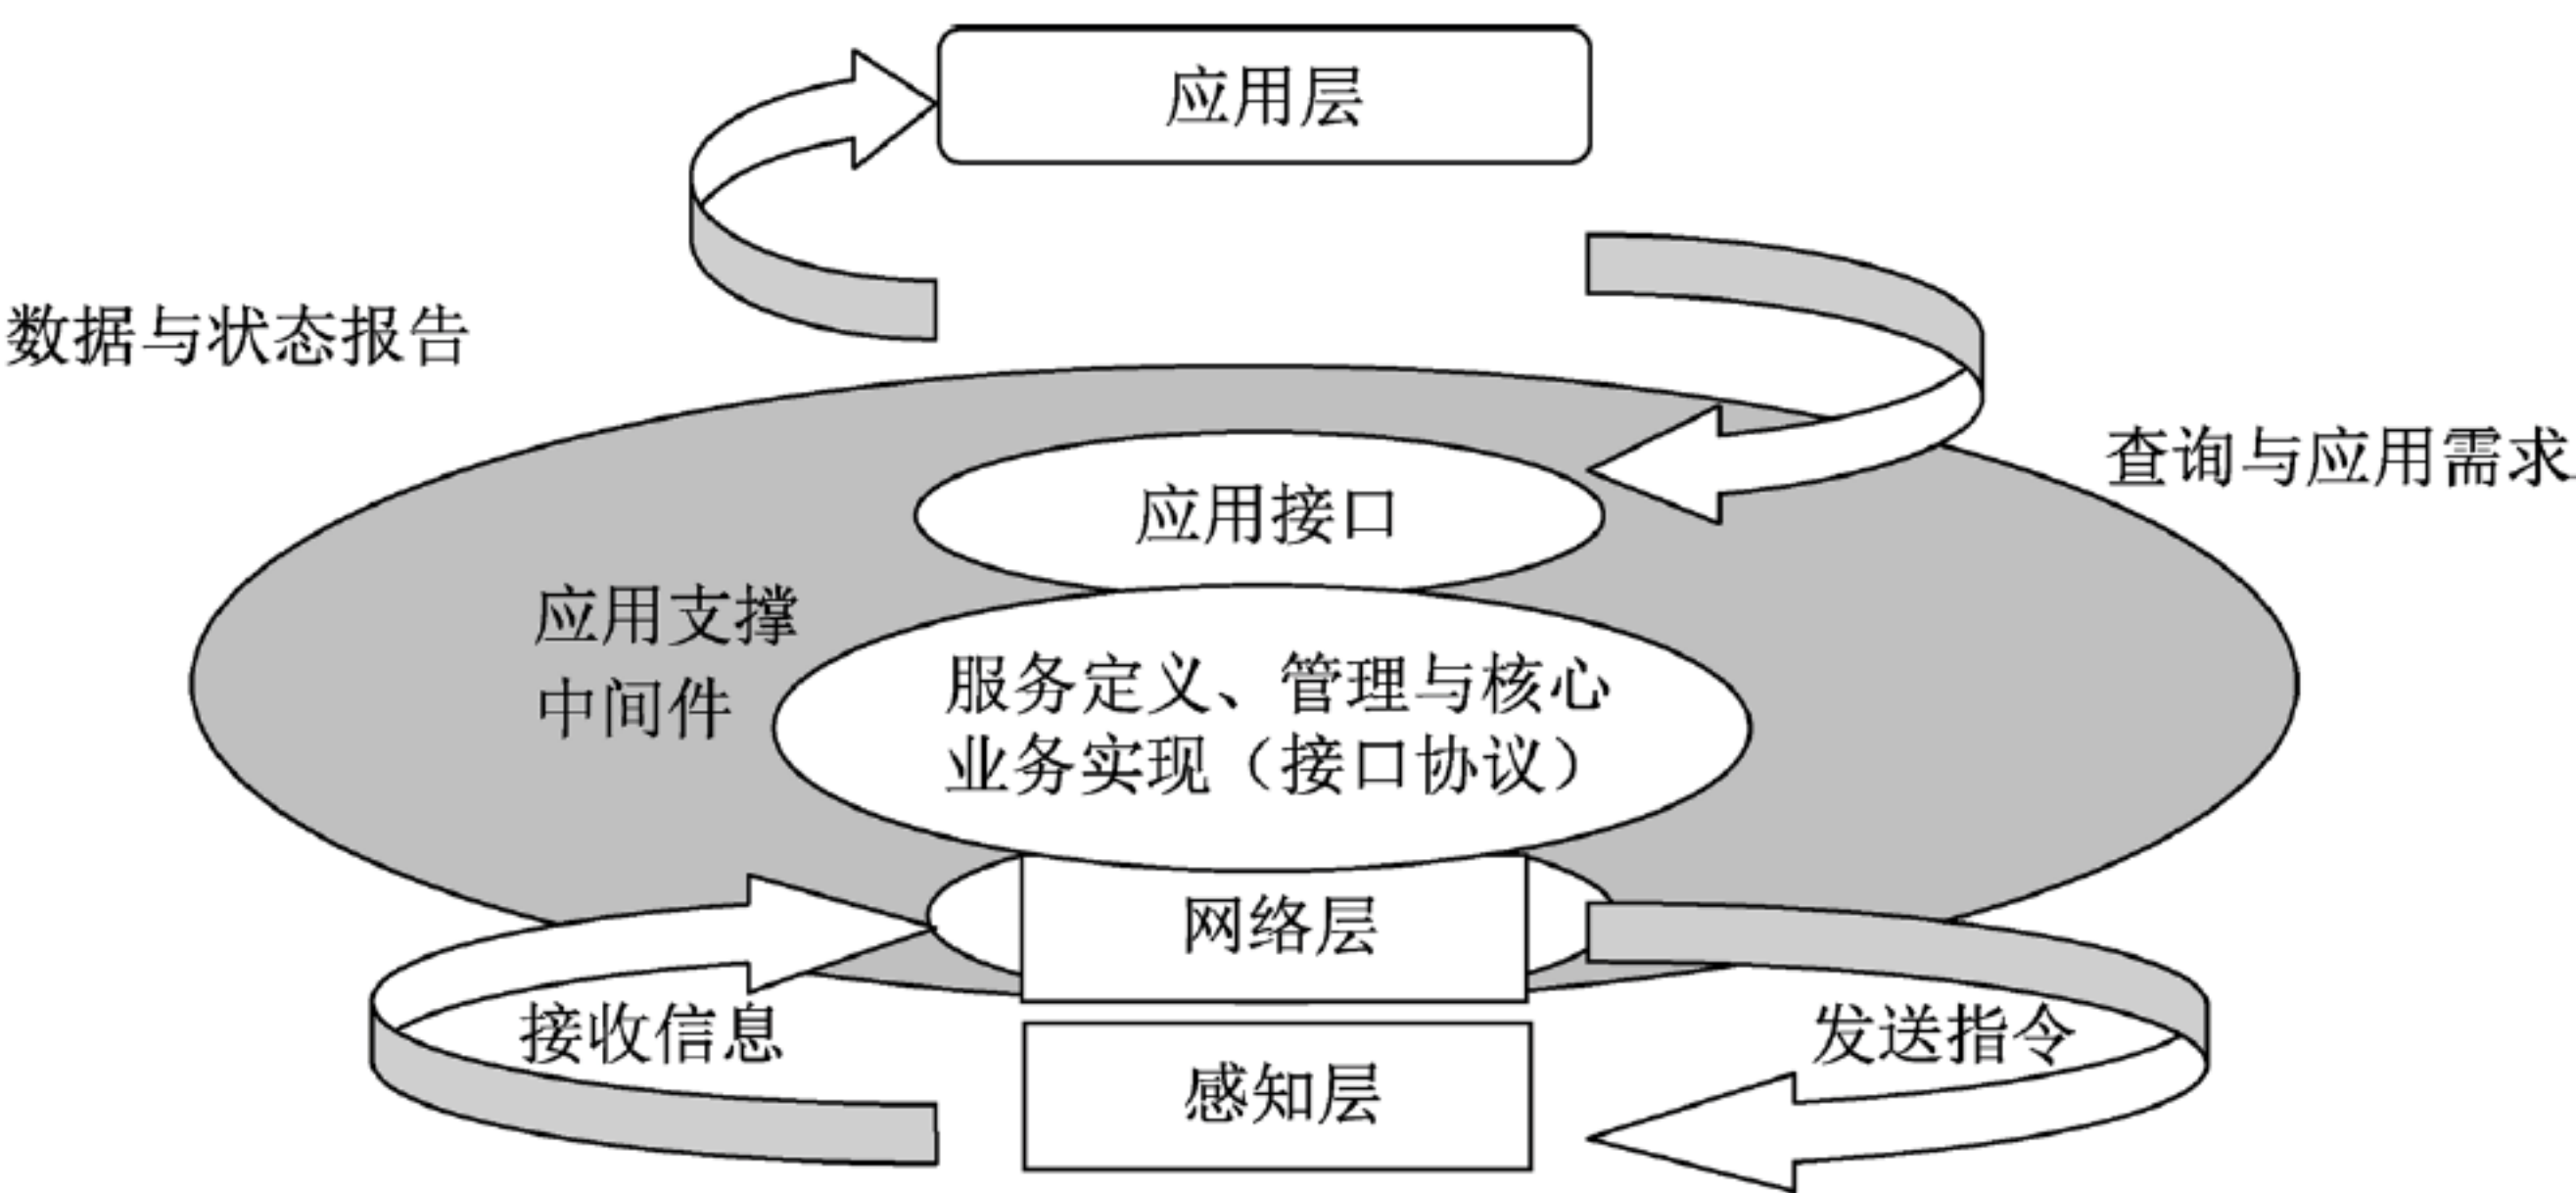 应用层
数据与状态报告
查询与应用需求
应用接口
应用支撑
中间件
服务定义、管理与核心
业务实现（接口协议）
网络层
接收信息
发送指令
感知层